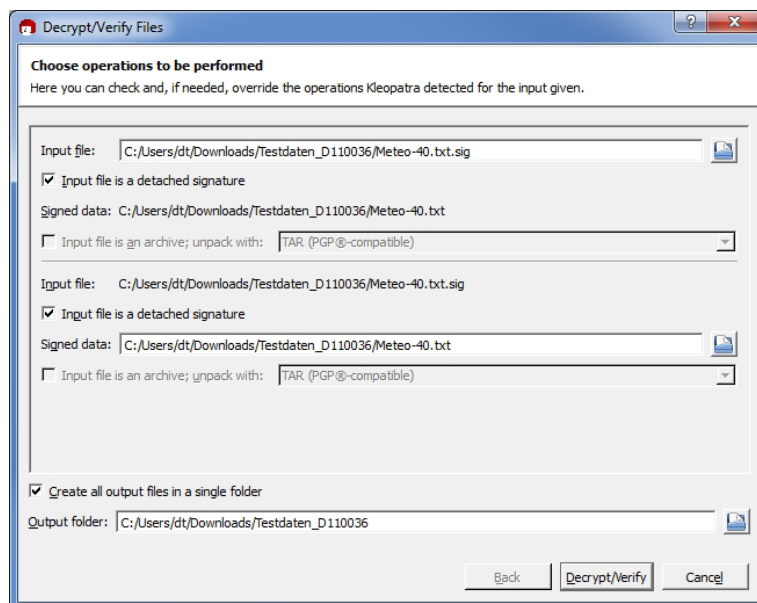 Decrypt/Verify Files
Choose operations to be performed
Here you can check and, if needed, override the operations Kleopatra detected for the input given.
Input file: C:/Users/dt/Downloads/Testdaten_D110036/Meteo-40.txt.sig
Input file is a detached signature
Signed data: C:/Users/dt/Downloads/Testdaten_D110036/Meteo-40.txt
Input file is an archive; unpack with: TAR (PGP®-compatible)
Input file: C:/Users/dt/Downloads/Testdaten_D110036/Meteo-40.txt.sig
Input file is a detached signature
Signed data: C:/Users/dt/Downloads/Testdaten_D110036/Meteo-40.txt
Input file is an archive; unpack with: TAR (PGP®-compatible)
Create all output files in a single folder
Output folder: C:/Users/dt/Downloads/Testdaten_D110036
Back Decrypt/Verify Cancel